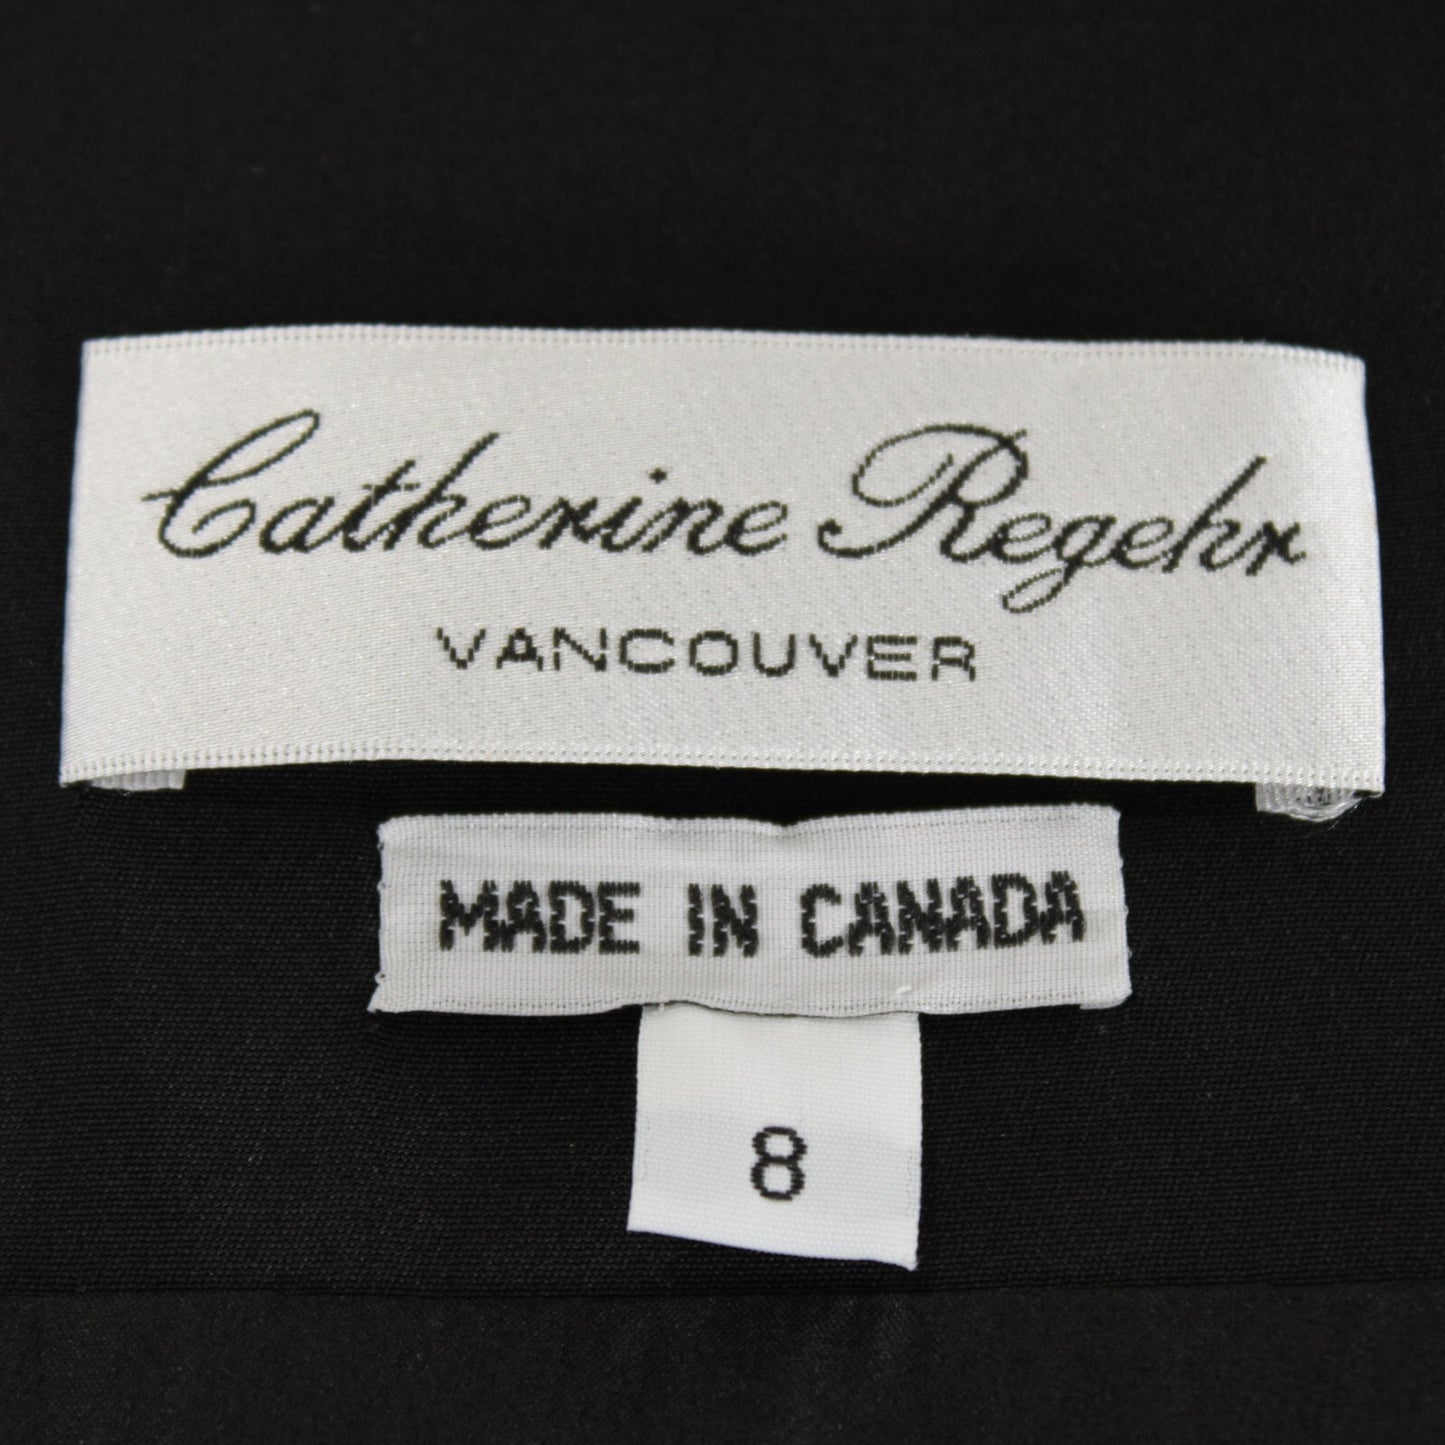 Catherine Regehr
VANCOUVER
MADE IN CANADA
8